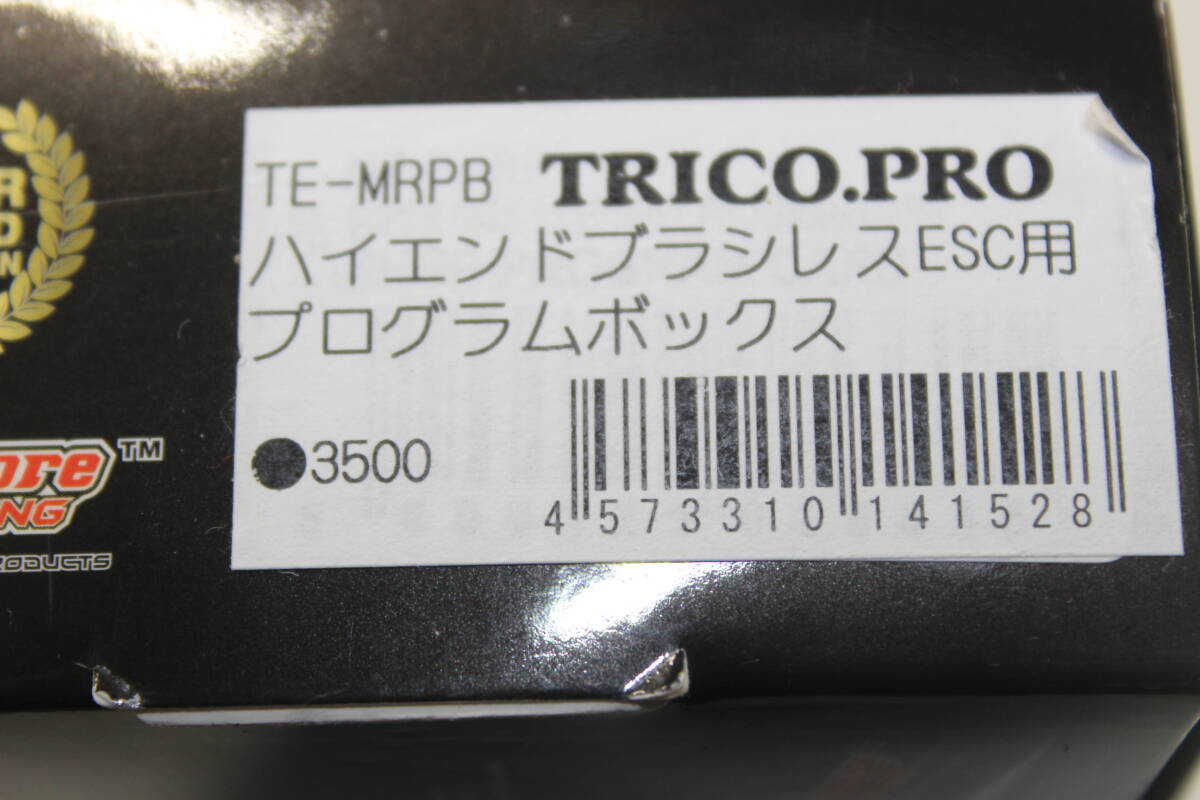 TE-MRPB TRICO.PRO
ハイエンドブラシレスESC用
プログラムボックス
●3500
4 573310 141528
TM